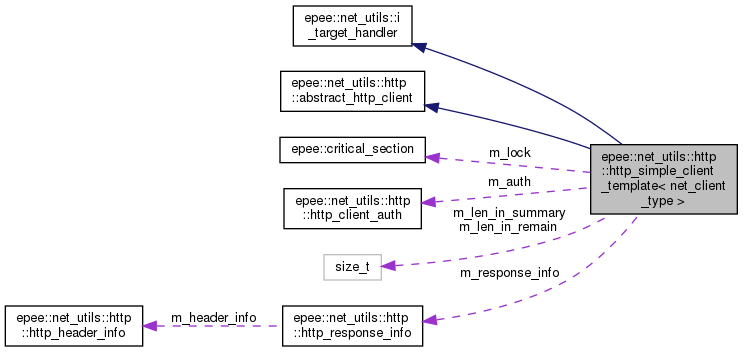 epee::net_utils::i
_target_handler
epee::net_utils::http
::abstract_http_client
epee::critical_section
m_lock
epee::net_utils::http
::http_simple_client
_template< net_client
_type >
m_auth
epee::net_utils::http
::http_client_auth
m_len_in_summary
m_len_in_remain
size_t
m_response_info
epee::net_utils::http
::http_header_info
m_header_info
epee::net_utils::http
::http_response_info